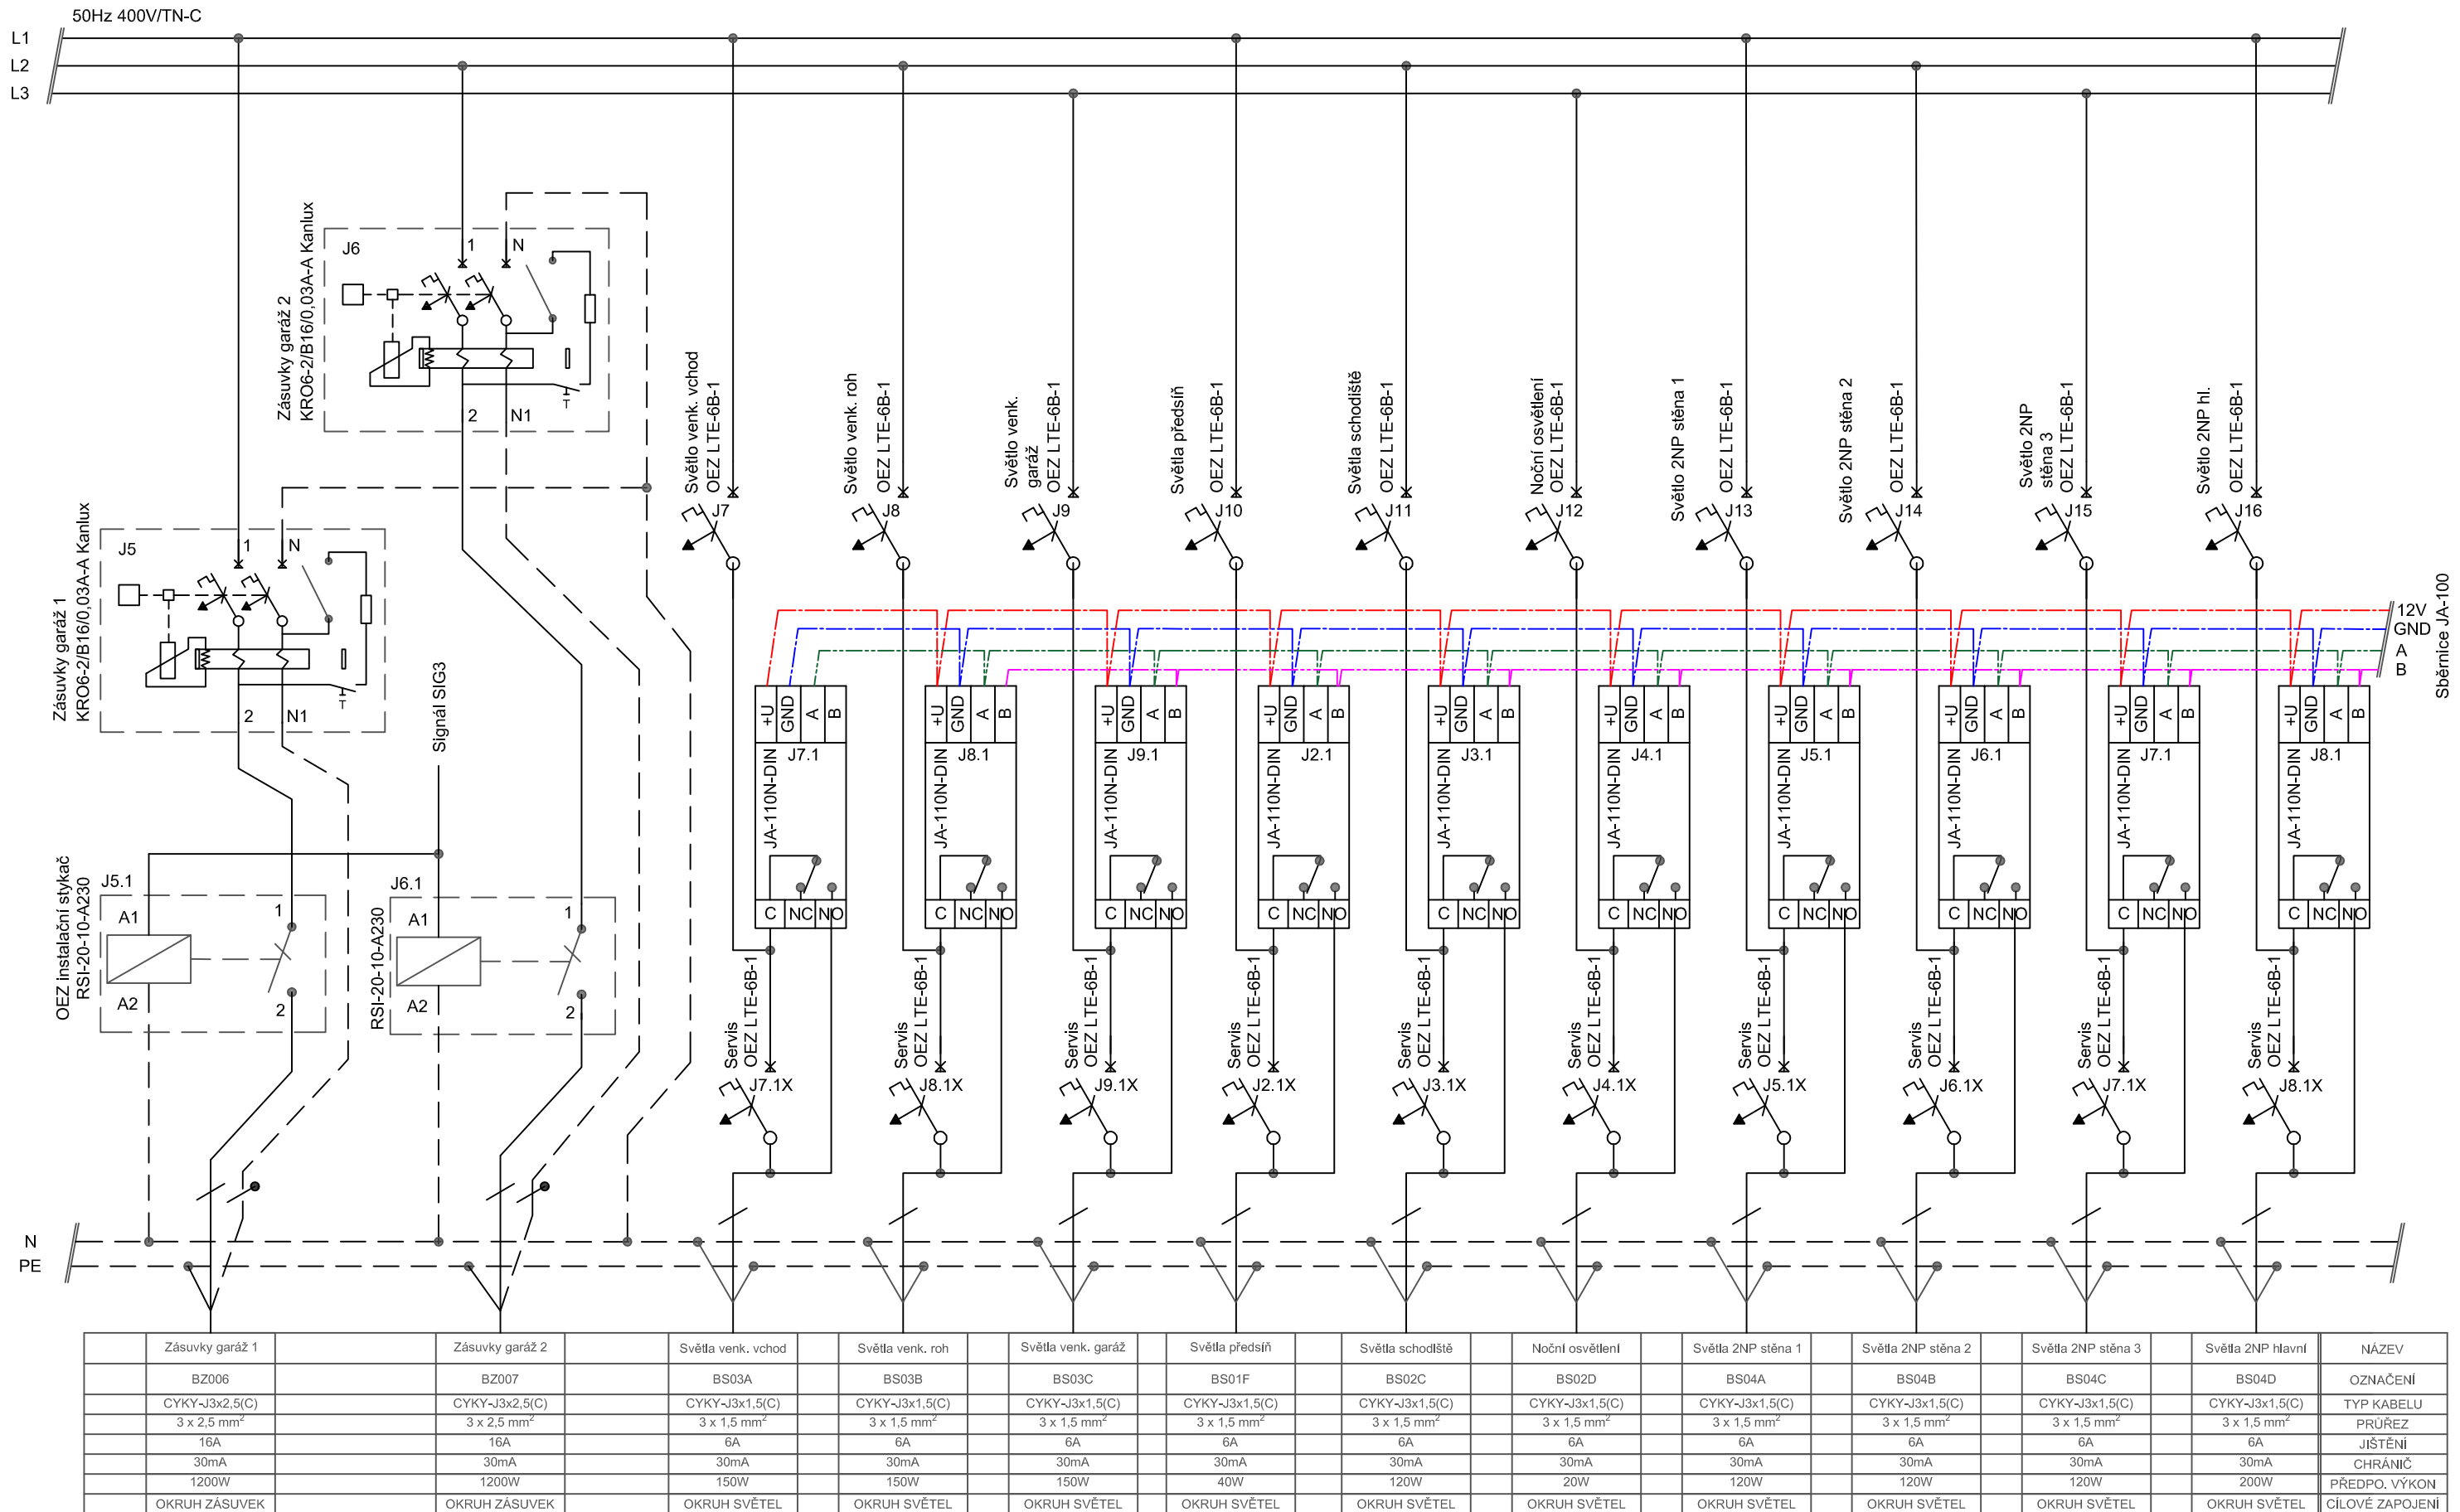 50Hz 400V/TN-C
L1
L2
L3
Zásuvky garáž 2
KRO6-2/B16/0,03A-A Kanlux
J6
1
N
2
N1
T
Zásuvky garáž 1
KRO6-2/B16/0,03A-A Kanlux
J5
1
N
2
N1
T
Signál SIG3
OEZ instalační stykač
RSI-20-10-A230
J5.1
A1
A2
1
2
RSI-20-10-A230
J6.1
A1
A2
1
2
Světlo venk. vchod
OEZ LTE-6B-1
J7
Světlo venk. roh
OEZ LTE-6B-1
J8
Světlo venk.
garáž
OEZ LTE-6B-1
J9
Světla předsíň
OEZ LTE-6B-1
J10
Světla schodiště
OEZ LTE-6B-1
J11
Noční osvětlení
OEZ LTE-6B-1
J12
Světlo 2NP stěna 1
OEZ LTE-6B-1
J13
Světlo 2NP stěna 2
OEZ LTE-6B-1
J14
Světlo 2NP
stěna 3
OEZ LTE-6B-1
J15
Světlo 2NP hl.
OEZ LTE-6B-1
J16
12V
GND
A
B
Sběrnice JA-100
+U GND A B
J7.1
JA-110N-DIN
C NC NO
+U GND A B
J8.1
JA-110N-DIN
C NC NO
+U GND A B
J9.1
JA-110N-DIN
C NC NO
+U GND A B
J2.1
JA-110N-DIN
C NC NO
+U GND A B
J3.1
JA-110N-DIN
C NC NO
+U GND A B
J4.1
JA-110N-DIN
C NC NO
+U GND A B
J5.1
JA-110N-DIN
C NC NO
+U GND A B
J6.1
JA-110N-DIN
C NC NO
+U GND A B
J7.1
JA-110N-DIN
C NC NO
+U GND A B
J8.1
JA-110N-DIN
C NC NO
Servis
OEZ LTE-6B-1
J7.1X
Servis
OEZ LTE-6B-1
J8.1X
Servis
OEZ LTE-6B-1
J9.1X
Servis
OEZ LTE-6B-1
J2.1X
Servis
OEZ LTE-6B-1
J3.1X
Servis
OEZ LTE-6B-1
J4.1X
Servis
OEZ LTE-6B-1
J5.1X
Servis
OEZ LTE-6B-1
J6.1X
Servis
OEZ LTE-6B-1
J7.1X
Servis
OEZ LTE-6B-1
J8.1X
N
PE
Zásuvky garáž 1 Zásuvky garáž 2 Světla venk. vchod Světla venk. roh Světla venk. garáž Světla předsíň Světla schodiště Noční osvětlení Světla 2NP stěna 1 Světla 2NP stěna 2 Světla 2NP stěna 3 Světla 2NP hlavní NÁZEV
BZ006 BZ007 BS03A BS03B BS03C BS01F BS02C BS02D BS04A BS04B BS04C BS04D OZNAČENÍ
CYKY-J3x2,5(C) CYKY-J3x2,5(C) CYKY-J3x1,5(C) CYKY-J3x1,5(C) CYKY-J3x1,5(C) CYKY-J3x1,5(C) CYKY-J3x1,5(C) CYKY-J3x1,5(C) CYKY-J3x1,5(C) CYKY-J3x1,5(C) CYKY-J3x1,5(C) CYKY-J3x1,5(C) TYP KABELU
3 x 2,5 mm² 3 x 2,5 mm² 3 x 1,5 mm² 3 x 1,5 mm² 3 x 1,5 mm² 3 x 1,5 mm² 3 x 1,5 mm² 3 x 1,5 mm² 3 x 1,5 mm² 3 x 1,5 mm² 3 x 1,5 mm² 3 x 1,5 mm² PRŮŘEZ
16A 16A 6A 6A 6A 6A 6A 6A 6A 6A 6A 6A JIŠTĚNÍ
30mA 30mA 30mA 30mA 30mA 30mA 30mA 30mA 30mA 30mA 30mA 30mA CHRÁNIČ
1200W 1200W 150W 150W 150W 40W 120W 20W 120W 120W 120W 200W PŘEDPO. VÝKON
OKRUH ZÁSUVEK OKRUH ZÁSUVEK OKRUH SVĚTEL OKRUH SVĚTEL OKRUH SVĚTEL OKRUH SVĚTEL OKRUH SVĚTEL OKRUH SVĚTEL OKRUH SVĚTEL OKRUH SVĚTEL OKRUH SVĚTEL OKRUH SVĚTEL CÍLOVÉ ZAPOJENÍ